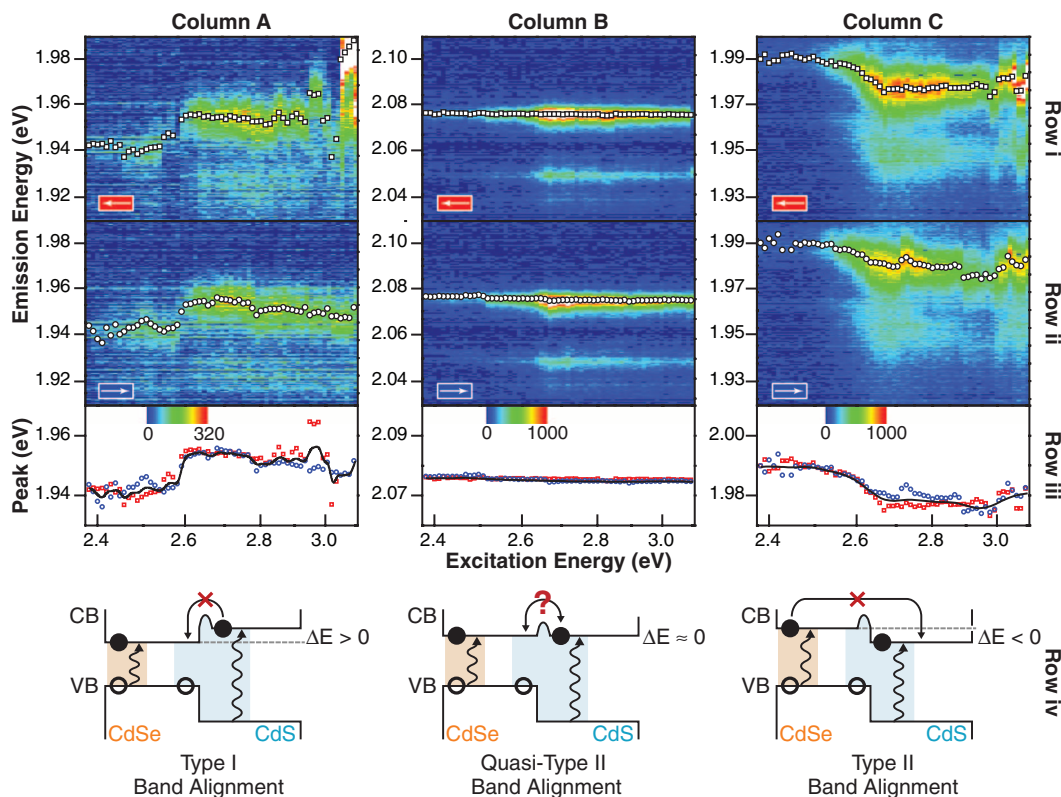 Column A
Column B
Column C
Emission Energy (eV)
1.98
1.96
1.94
1.92
2.10
2.08
2.06
2.04
1.99
1.97
1.95
1.93
Row i
1.98
1.96
1.94
1.92
2.10
2.08
2.06
2.04
1.99
1.97
1.95
1.93
Row ii
Peak (eV)
1.96
1.94
0
320
2.09
2.07
0
1000
2.00
1.98
0
1000
Row iii
2.4
2.6
2.8
3.0
2.4
2.6
2.8
3.0
2.4
2.6
2.8
3.0
Excitation Energy (eV)
CB
VB
ΔE > 0
CdSe
CdS
Type I
Band Alignment
CB
VB
?
ΔE ≈ 0
CdSe
CdS
Quasi-Type II
Band Alignment
CB
VB
ΔE < 0
CdSe
CdS
Type II
Band Alignment
Row iv